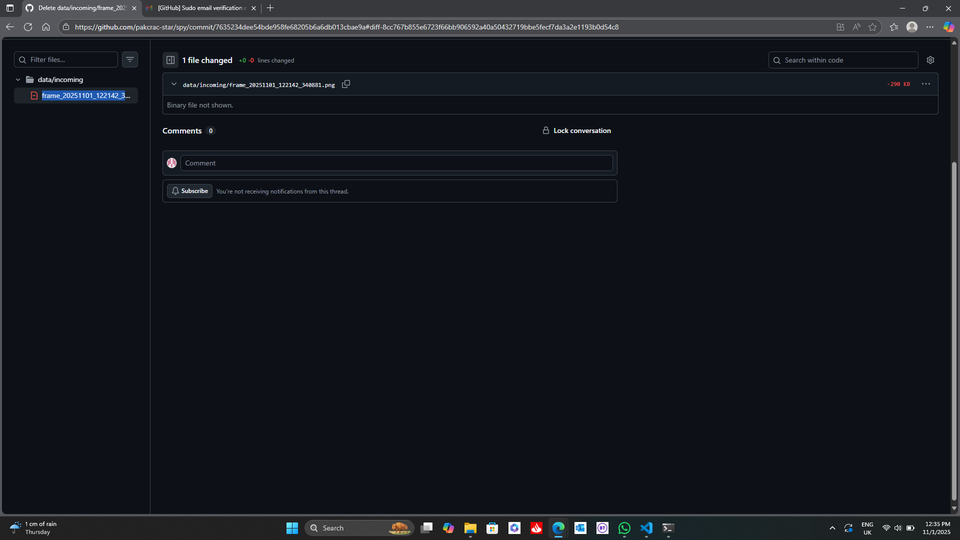 Delete data/incoming/frame_202
[GitHub] Sudo email verification c
https://github.com/pakcrac-star/spy/commit/7635234dee54bde958fe68205b6a6db013cbae9a#diff-8cc767b855e6723f66bb906592a40a50432719bbe5fecf7da3a2e1193b0d54c8
Filter files...
1 file changed
+0 -0 lines changed
Search within code
data/incoming
frame_20251101_122142_3...
data/incoming/frame_20251101_122142_340881.png
-290 KB
Binary file not shown.
Comments 0
Lock conversation
Comment
Subscribe
You're not receiving notifications from this thread.
1 cm of rain
Thursday
Search
ENG
UK
12:35 PM
11/1/2025